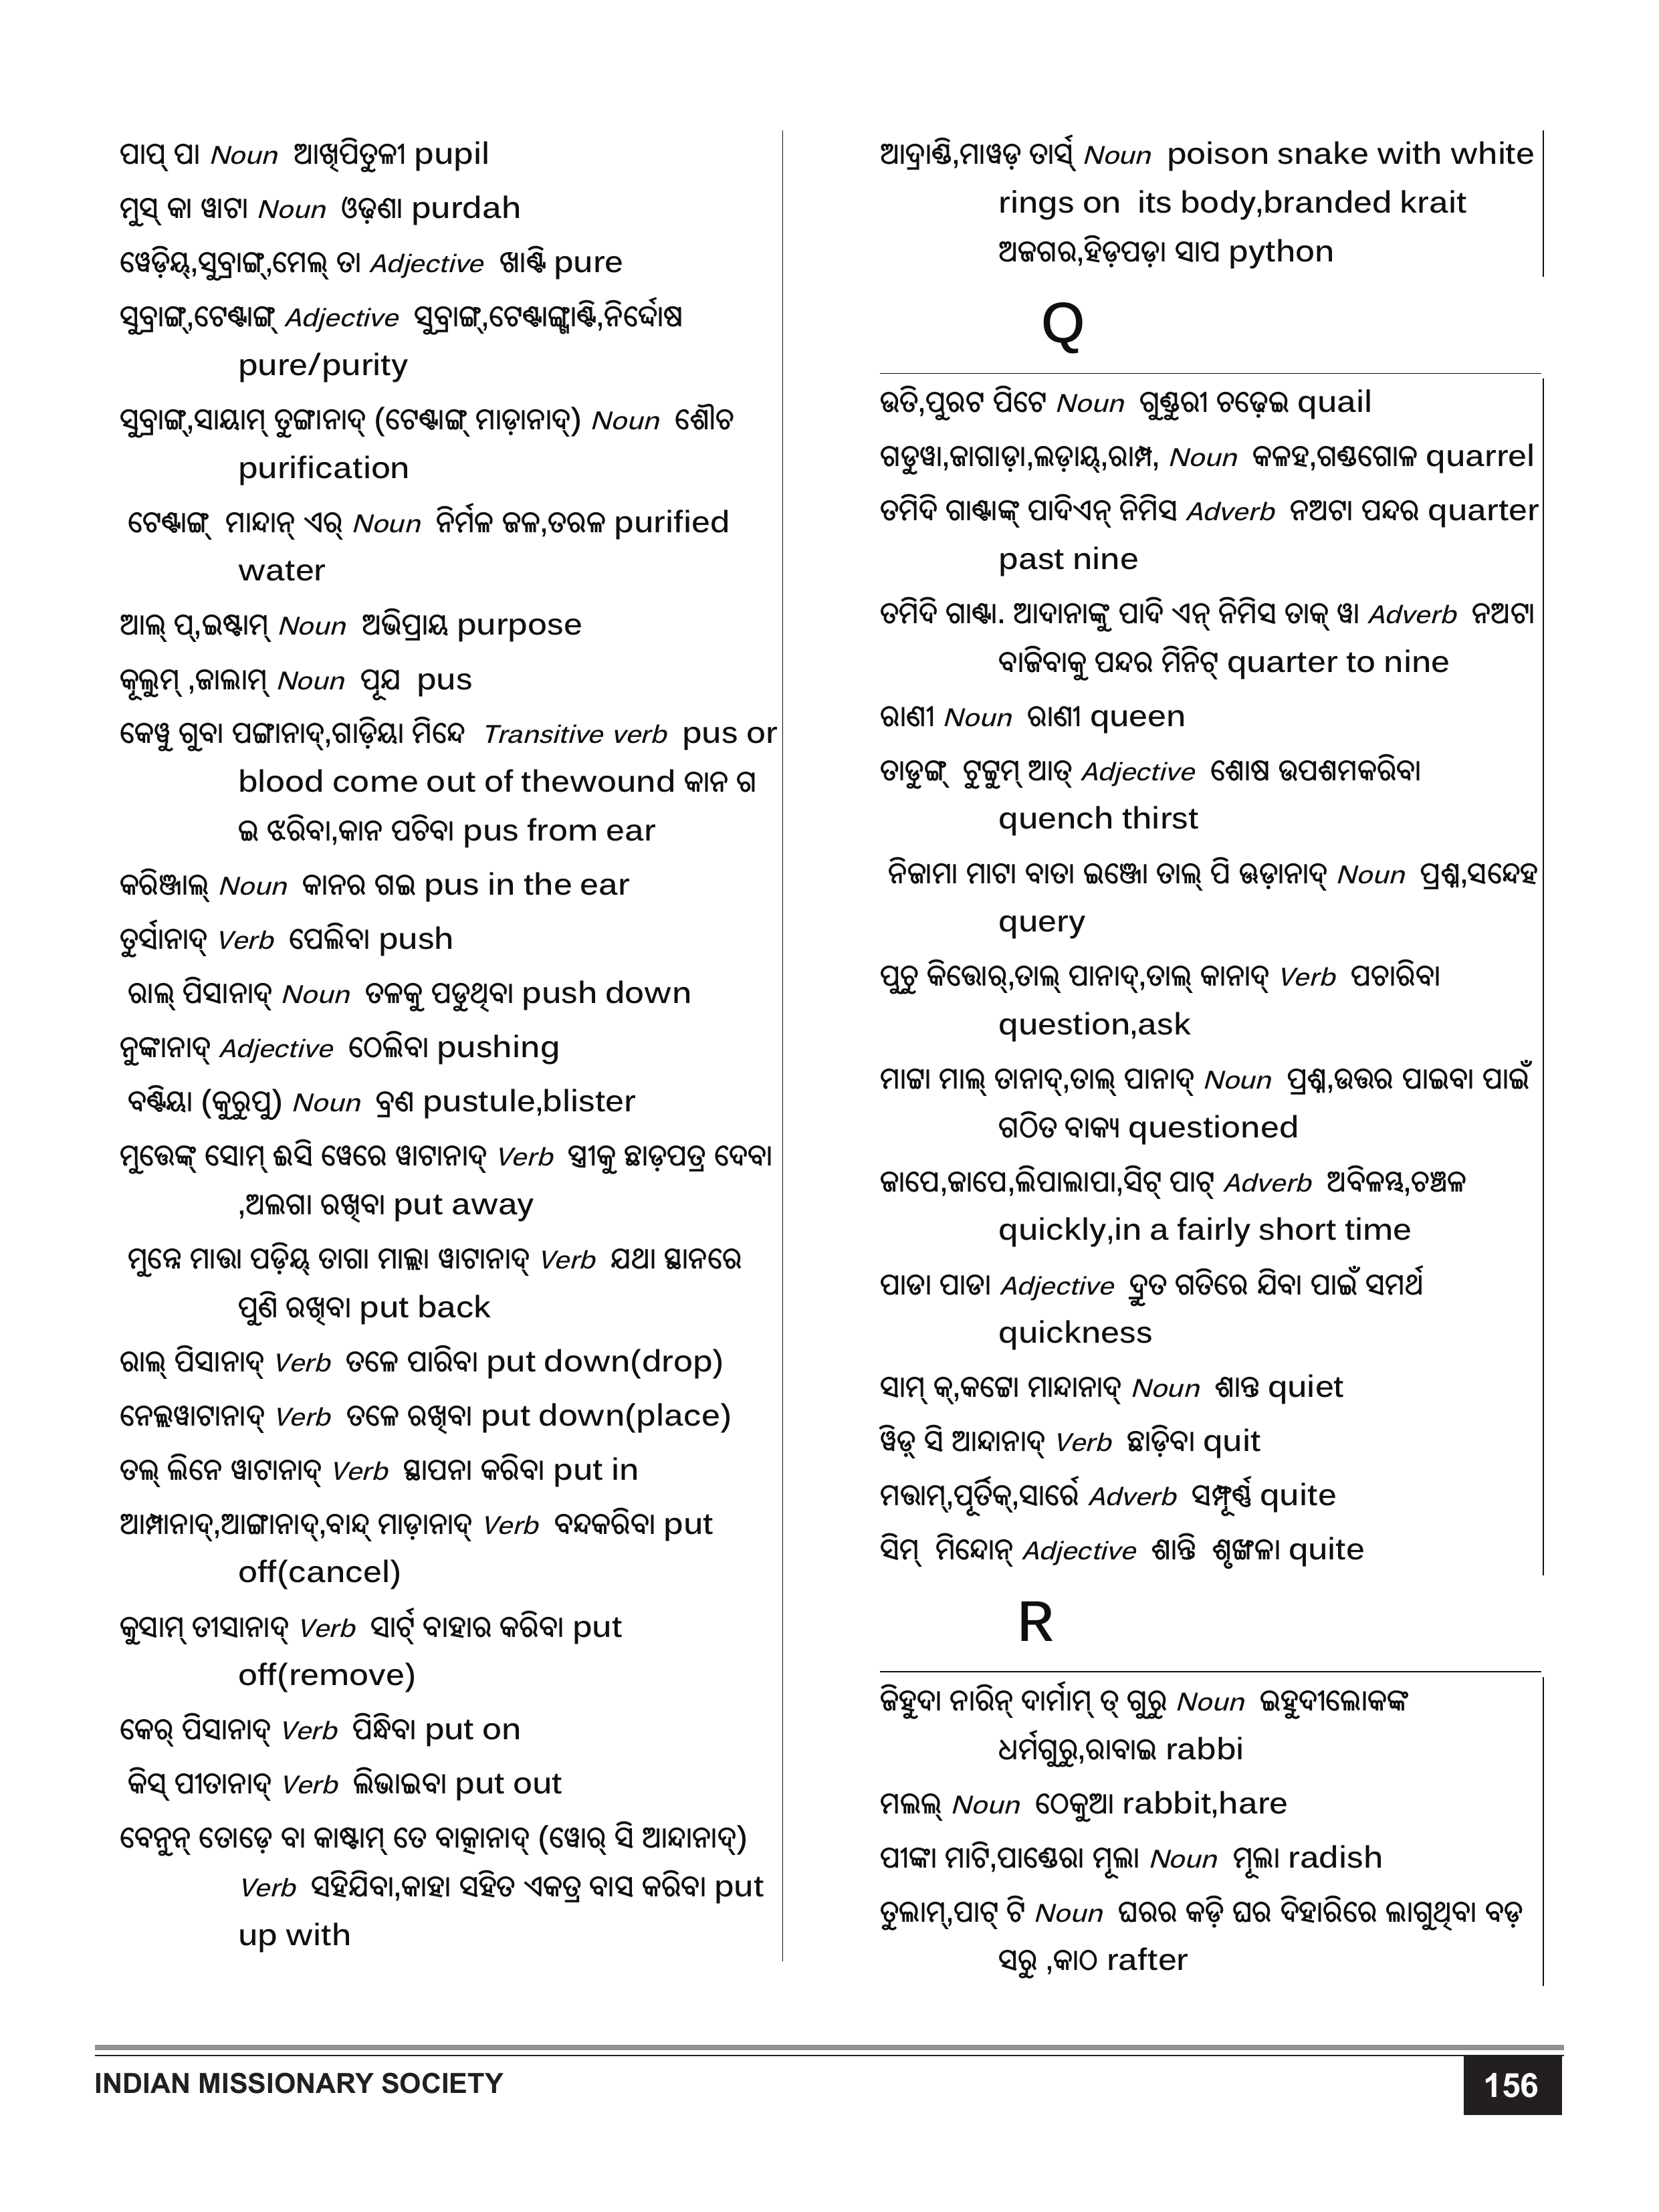 ପାପ୍ ପା Noun ଆଖିପିତୁଳୀ pupil
ମୁସ୍ କା ୱାଟା Noun ଓଢ଼ଣା purdah
ୱେଡ଼ିୟ୍,ସୁବ୍ରାଙ୍ଗ୍,ମେଲ୍ ତା Adjective ଖାଣ୍ଟି pure
ସୁବ୍ରାଙ୍ଗ୍,ଟେଣ୍ଟାଙ୍ଗ୍ Adjective ସୁବ୍ରାଙ୍ଗ୍,ଟେଣ୍ଟାଙ୍ଗ୍ଖାଣ୍ଟି,ନିର୍ଦ୍ଦୋଷ
pure/purity
ସୁବ୍ରାଙ୍ଗ୍,ସାୟାମ୍ ତୁଙ୍ଗାନାଦ୍ (ଟେଣ୍ଟାଙ୍ଗ୍ ମାଡ଼ାନାଦ୍) Noun ଶୌଚ
purification
ଟେଣ୍ଟାଙ୍ଗ୍ ମାନ୍ଦାନ୍ ଏର୍ Noun ନିର୍ମଳ ଜଳ,ତରଳ purified
water
ଆଲ୍ ପ୍,ଇଷ୍ଟାମ୍ Noun ଅଭିପ୍ରାୟ purpose
କୂଲୁମ୍ ,ଜାଲାମ୍ Noun ପୂଯ pus
କେୱୁ ଗୁବା ପଙ୍ଗାନାଦ୍,ଗାଡ଼ିୟା ମିନ୍ଦେ Transitive verb pus or
blood come out of thewound କାନ ଗ
ଇ ଝରିବା,କାନ ପଚିବା pus from ear
କରିଞ୍ଜାଲ୍ Noun କାନର ଗଇ pus in the ear
ତୁର୍ସାନାଦ୍ Verb ପେଲିବା push
ରାଲ୍ ପିସାନାଦ୍ Noun ତଳକୁ ପଡୁଥିବା push down
ନୁଙ୍କାନାଦ୍ Adjective ଠେଲିବା pushing
ବଣ୍ଟିୟା (କୁରୁପୁ) Noun ବ୍ରଣ pustule,blister
ମୁତ୍ତେଙ୍କ୍ ସୋମ୍ ଈସି ୱେରେ ୱାଟାନାଦ୍ Verb ସ୍ତ୍ରୀକୁ ଛାଡ଼ପତ୍ର ଦେବା
,ଅଲଗା ରଖିବା put away
ମୁନ୍ନେ ମାତ୍ତା ପଡ଼ିୟ୍ ତାଗା ମାଲ୍ଲା ୱାଟାନାଦ୍ Verb ଯଥା ସ୍ଥାନରେ
ପୁଣି ରଖିବା put back
ରାଲ୍ ପିସାନାଦ୍ Verb ତଳେ ପାରିବା put down(drop)
ନେଲ୍ଲୱାଟାନାଦ୍ Verb ତଳେ ରଖିବା put down(place)
ତଲ୍ ଲିନେ ୱାଟାନାଦ୍ Verb ସ୍ଥାପନା କରିବା put in
ଆମ୍ପାନାଦ୍,ଆଙ୍ଗାନାଦ୍,ବାନ୍ଦ୍ ମାଡ଼ାନାଦ୍ Verb ବନ୍ଦକରିବା put
off(cancel)
କୁସାମ୍ ତୀସାନାଦ୍ Verb ସାର୍ଟ୍ ବାହାର କରିବା put
off(remove)
କେର୍ ପିସାନାଦ୍ Verb ପିନ୍ଧିବା put on
କିସ୍ ପୀତାନାଦ୍ Verb ଲିଭାଇବା put out
ବେନୁନ୍ ତୋଡ଼େ ବା କାଷ୍ଟାମ୍ ତେ ବାତ୍କାନାଦ୍ (ୱୋର୍ ସି ଆନ୍ଦାନାଦ୍)
Verb ସହିଯିବା,କାହା ସହିତ ଏକତ୍ର ବାସ କରିବା put
up with
ଆଦ୍ରାଣ୍ଡି,ମାୱଡ଼ ତାର୍ସ୍ Noun poison snake with white
rings on its body,branded krait
ଅଜଗର,ହିଡ଼ପଡ଼ା ସାପ python
Q
ଉତି,ପୁରଟ ପିଟେ Noun ଗୁଣ୍ଡୁରୀ ଚଢ଼େଇ quail
ଗଡୁୱା,ଜାଗାଡ଼ା,ଲଡ଼ାୟ୍,ରାମ୍ପ, Noun କଳହ,ଗଣ୍ଡଗୋଳ quarrel
ତମିଦି ଗାଣ୍ଟାଙ୍କ୍ ପାଦିଏନ୍ ନିମିସ Adverb ନଅଟା ପନ୍ଦର quarter
past nine
ତମିଦି ଗାଣ୍ଟା. ଆଦାନାଙ୍କୁ ପାଦି ଏନ୍ ନିମିସ ତାକ୍ ୱା Adverb ନଅଟା
ବାଜିବାକୁ ପନ୍ଦର ମିନିଟ୍ quarter to nine
ରାଣୀ Noun ରାଣୀ queen
ତାଡୁଙ୍ଗ୍ ଟୁଟ୍ଟୁମ୍ ଆତ୍ Adjective ଶୋଷ ଉପଶମକରିବା
quench thirst
ନିଜାମା ମାଟା ବାତା ଇଞ୍ଜୋ ତାଲ୍ ପି ଊଡ଼ାନାଦ୍ Noun ପ୍ରଶ୍ନ,ସନ୍ଦେହ
query
ପୁଚୁ କିତ୍ତୋର୍,ତାଲ୍ ପାନାଦ୍,ତାଲ୍ କାନାଦ୍ Verb ପଚାରିବା
question,ask
ମାଟ୍ଟା ମାଲ୍ ତାନାଦ୍,ତାଲ୍ ପାନାଦ୍ Noun ପ୍ରଶ୍ନ,ଉତ୍ତର ପାଇବା ପାଇଁ
ଗଠିତ ବାକ୍ୟ questioned
ଜାପେ,ଜାପେ,ଲିପାଲାପା,ସିଟ୍ ପାଟ୍ Adverb ଅବିଳମ୍ବ,ଚଞ୍ଚଳ
quickly,in a fairly short time
ପାଡା ପାଡା Adjective ଦ୍ରୁତ ଗତିରେ ଯିବା ପାଇଁ ସମର୍ଥ
quickness
ସାମ୍ କ୍,କଟ୍ଟୋ ମାନ୍ଦାନାଦ୍ Noun ଶାନ୍ତ quiet
ୱିଡ଼୍ ସି ଆନ୍ଦାନାଦ୍ Verb ଛାଡ଼ିବା quit
ମତ୍ତାମ୍,ପୂର୍ତିକ୍,ସାର୍ରେ Adverb ସମ୍ପୂର୍ଣ୍ଣ quite
ସିମ୍ ମିନ୍ଦୋନ୍ Adjective ଶାନ୍ତି ଶୃଙ୍ଖଳା quite
R
ଜିହୁଦା ନାରିନ୍ ଦାର୍ମାମ୍ ତ୍ ଗୁରୁ Noun ଇହୁଦୀଲୋକଙ୍କ
ଧର୍ମଗୁରୁ,ରାବାଇ rabbi
ମଲଲ୍ Noun ଠେକୁଆ rabbit,hare
ପୀଙ୍କା ମାଟି,ପାଣ୍ଡେରା ମୂଲା Noun ମୂଲା radish
ତୁଲାମ୍,ପାଟ୍ ଟି Noun ଘରର କଡ଼ି ଘର ଦିହାରିରେ ଲାଗୁଥିବା ବଡ଼
ସରୁ ,କାଠ rafter
INDIAN MISSIONARY SOCIETY
156